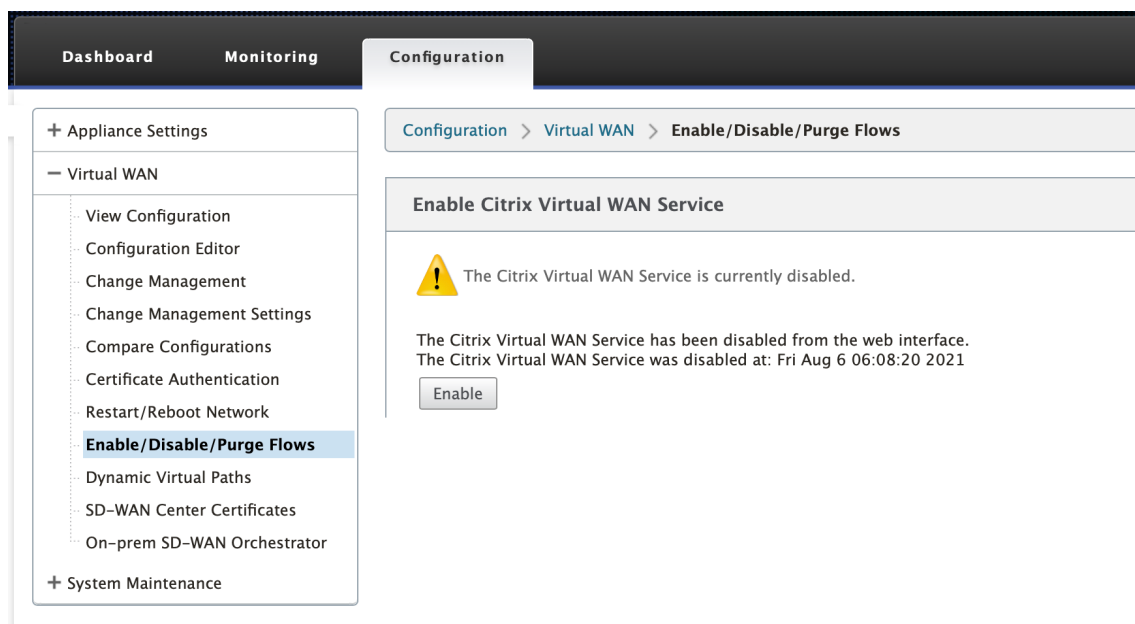 Dashboard Monitoring Configuration
+ Appliance Settings
− Virtual WAN
View Configuration
Configuration Editor
Change Management
Change Management Settings
Compare Configurations
Certificate Authentication
Restart/Reboot Network
Enable/Disable/Purge Flows
Dynamic Virtual Paths
SD-WAN Center Certificates
On-prem SD-WAN Orchestrator
+ System Maintenance
Configuration > Virtual WAN > Enable/Disable/Purge Flows
Enable Citrix Virtual WAN Service
The Citrix Virtual WAN Service is currently disabled.
The Citrix Virtual WAN Service has been disabled from the web interface.
The Citrix Virtual WAN Service was disabled at: Fri Aug 6 06:08:20 2021
Enable